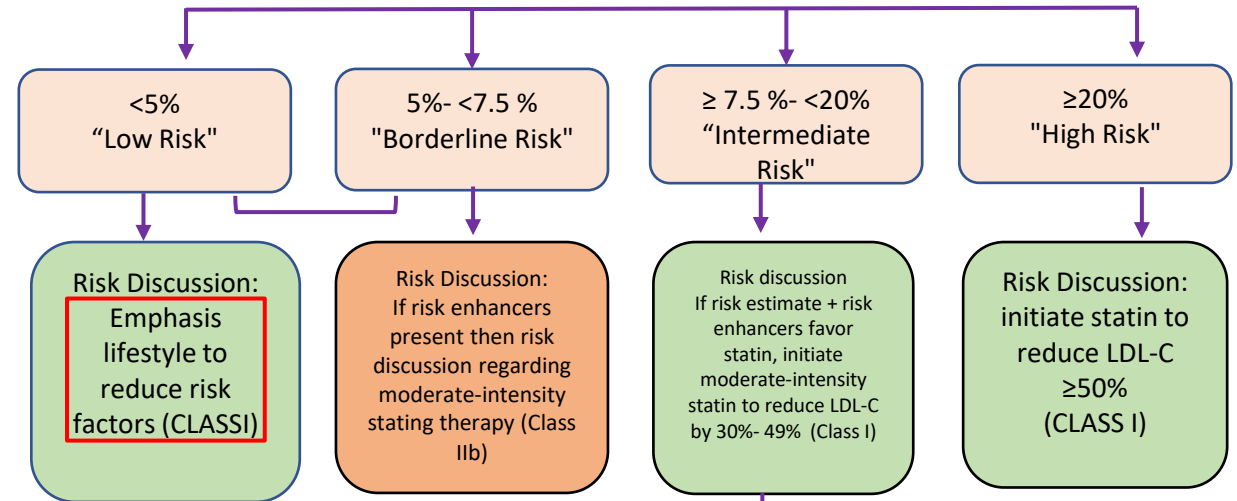 <5%
“Low Risk"
5%- <7.5 %
"Borderline Risk"
≥ 7.5 %- <20%
“Intermediate
Risk"
≥20%
"High Risk"
Risk Discussion:
Emphasis
lifestyle to
reduce risk
factors (CLASSI)
Risk Discussion:
If risk enhancers
present then risk
discussion regarding
moderate-intensity
stating therapy (Class
IIb)
Risk discussion
If risk estimate + risk
enhancers favor
statin, initiate
moderate-intensity
statin to reduce LDL-C
by 30%- 49% (Class I)
Risk Discussion:
initiate statin to
reduce LDL-C
≥50%
(CLASS I)